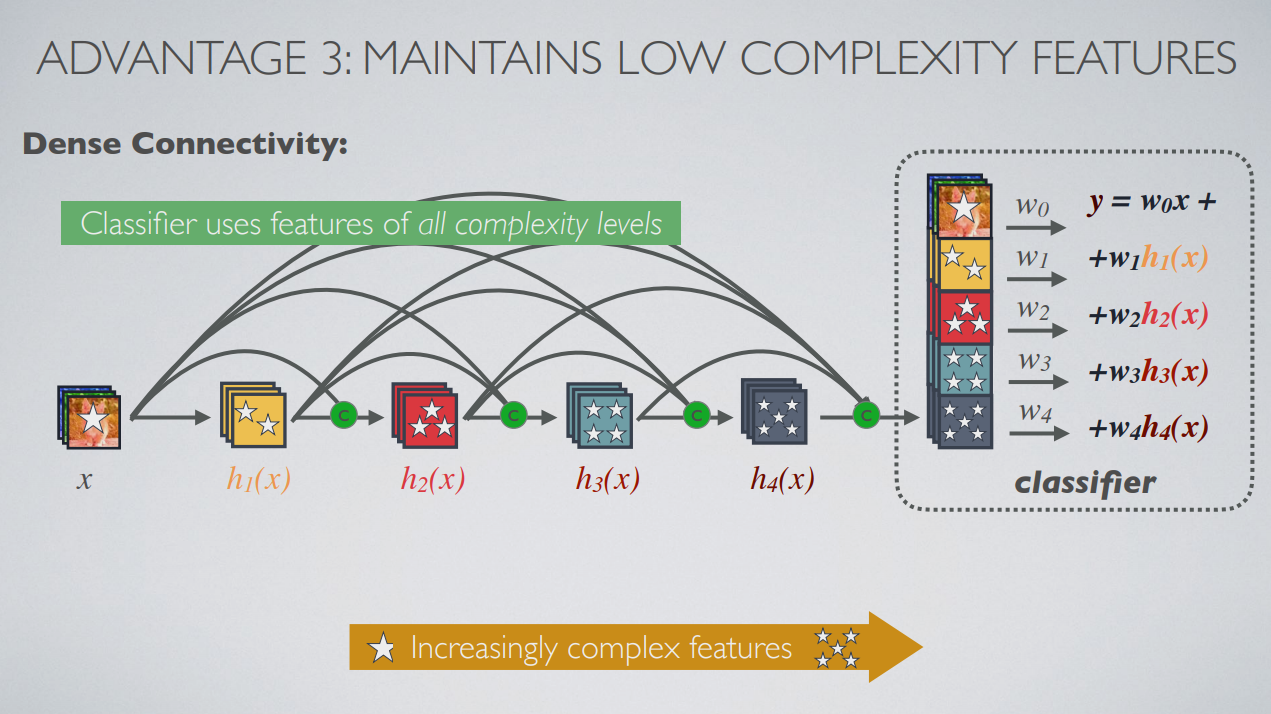 ADVANTAGE 3: MAINTAINS LOW COMPLEXITY FEATURES
Dense Connectivity:
Classifier uses features of all complexity levels
C
C
C
C
x
h₁(x)
h₂(x)
h₃(x)
h₄(x)
w₀
y = w₀x +
w₁
+w₁h₁(x)
w₂
+w₂h₂(x)
w₃
+w₃h₃(x)
w₄
+w₄h₄(x)
classifier
Increasingly complex features